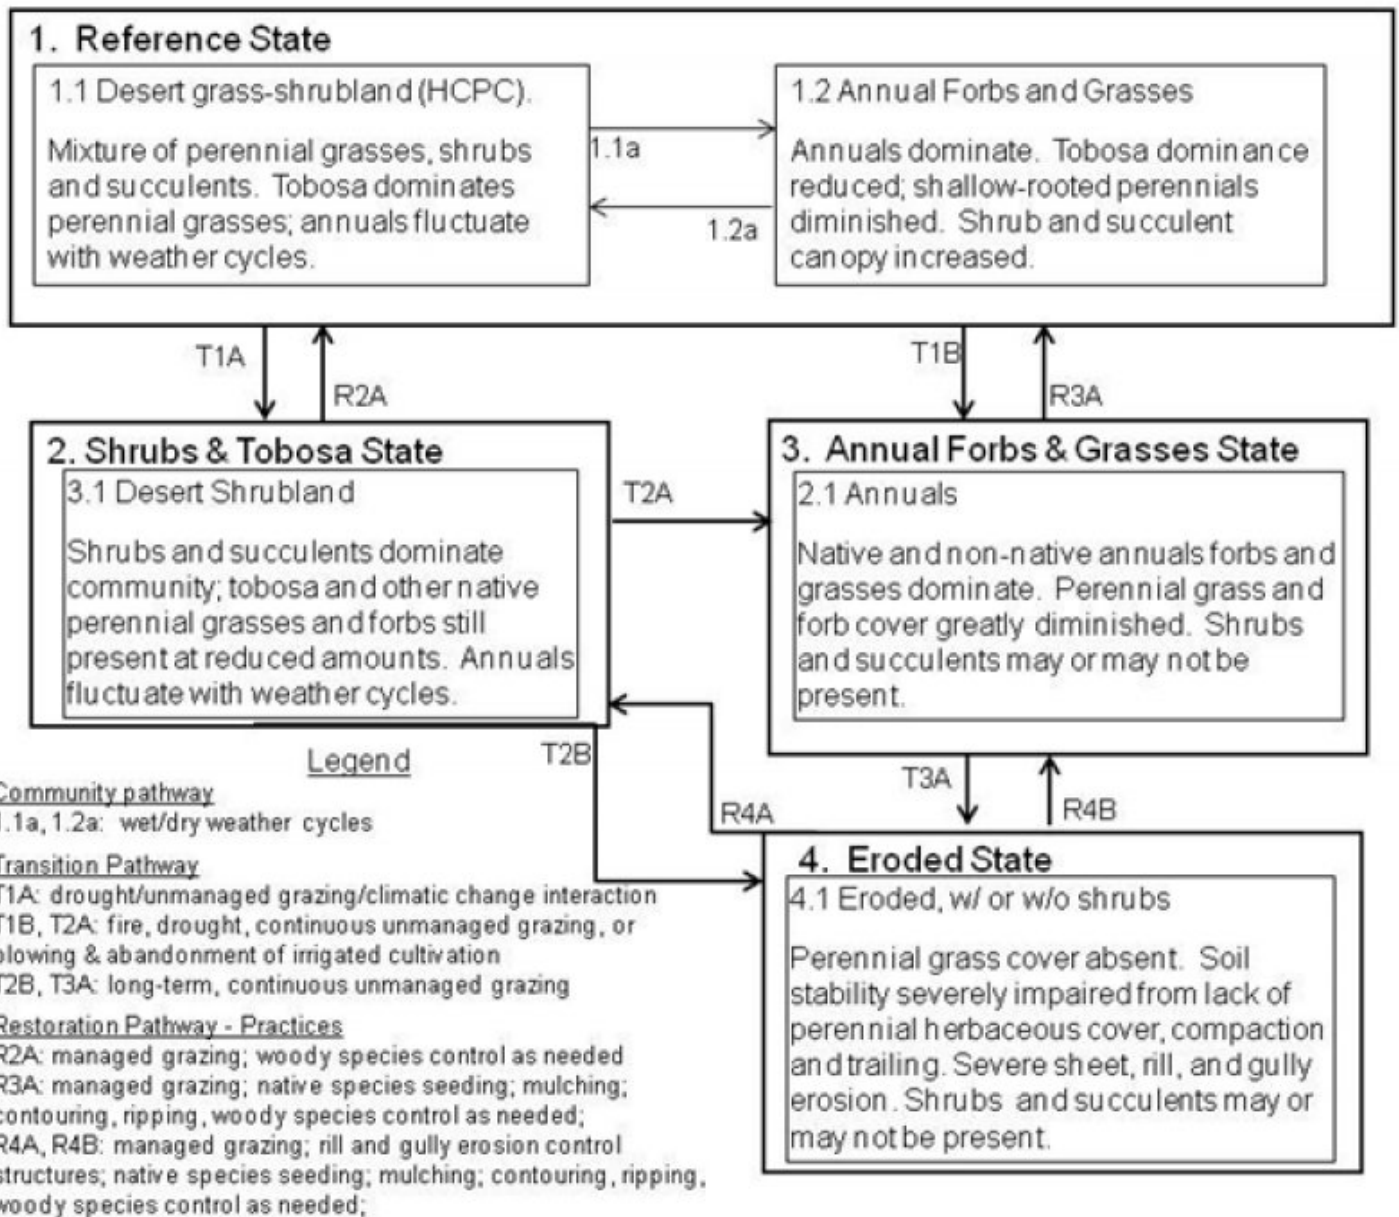 1. Reference State
1.1 Desert grass-shrubland (HCPC).
Mixture of perennial grasses, shrubs
and succulents. Tobosa dominates
perennial grasses; annuals fluctuate
with weather cycles.
1.1a
1.2a
1.2 Annual Forbs and Grasses
Annuals dominate. Tobosa dominance
reduced; shallow-rooted perennials
diminished. Shrub and succulent
canopy increased.
T1A
R2A
T1B
R3A
2. Shrubs & Tobosa State
3.1 Desert Shrubland
Shrubs and succulents dominate
community; tobosa and other native
perennial grasses and forbs still
present at reduced amounts. Annuals
fluctuate with weather cycles.
T2A
3. Annual Forbs & Grasses State
2.1 Annuals
Native and non-native annuals forbs and
grasses dominate. Perennial grass and
forb cover greatly diminished. Shrubs
and succulents may or may not be
present.
T2B
R4A
T3A
R4B
4. Eroded State
4.1 Eroded, w/ or w/o shrubs
Perennial grass cover absent. Soil
stability severely impaired from lack of
perennial herbaceous cover, compaction
and trailing. Severe sheet, rill, and gully
erosion. Shrubs and succulents may or
may not be present.
Legend
Community pathway
1.1a, 1.2a: wet/dry weather cycles
Transition Pathway
T1A: drought/unmanaged grazing/climatic change interaction
T1B, T2A: fire, drought, continuous unmanaged grazing, or
plowing & abandonment of irrigated cultivation
T2B, T3A: long-term, continuous unmanaged grazing
Restoration Pathway - Practices
R2A: managed grazing; woody species control as needed
R3A: managed grazing; native species seeding; mulching;
contouring, ripping, woody species control as needed;
R4A, R4B: managed grazing; rill and gully erosion control
structures; native species seeding; mulching; contouring, ripping,
woody species control as needed;